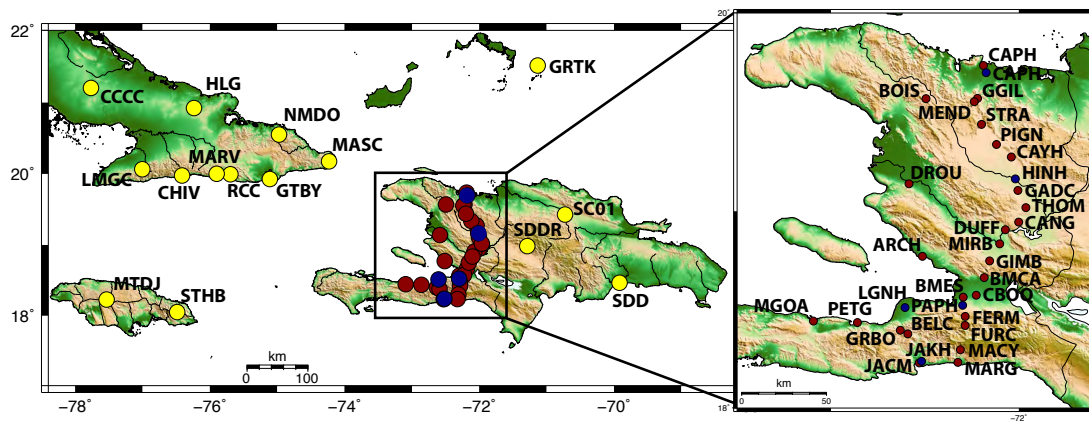 22°
20°
18°
−78°
−76°
−74°
−72°
−70°
CCCC
HLG
GRTK
NMDO
MASC
MARV
LMGC
CHIV
RCC
GTBY
SC01
SDDR
SDD
MTDJ
STHB
km
0
100
20°
CAPH
CAPH
BOIS
GGIL
MEND
STRA
PIGN
CAYH
DROU
HINH
GADC
THOM
CANG
DUFF
MIRB
ARCH
GIMB
BMCA
BMES
LGNH
CBOQ
MGOA
PETG
PAPH
FERM
GRBO
BELC
FURC
JAKH
MACY
JACM
MARG
km
0
50
18°
−72°